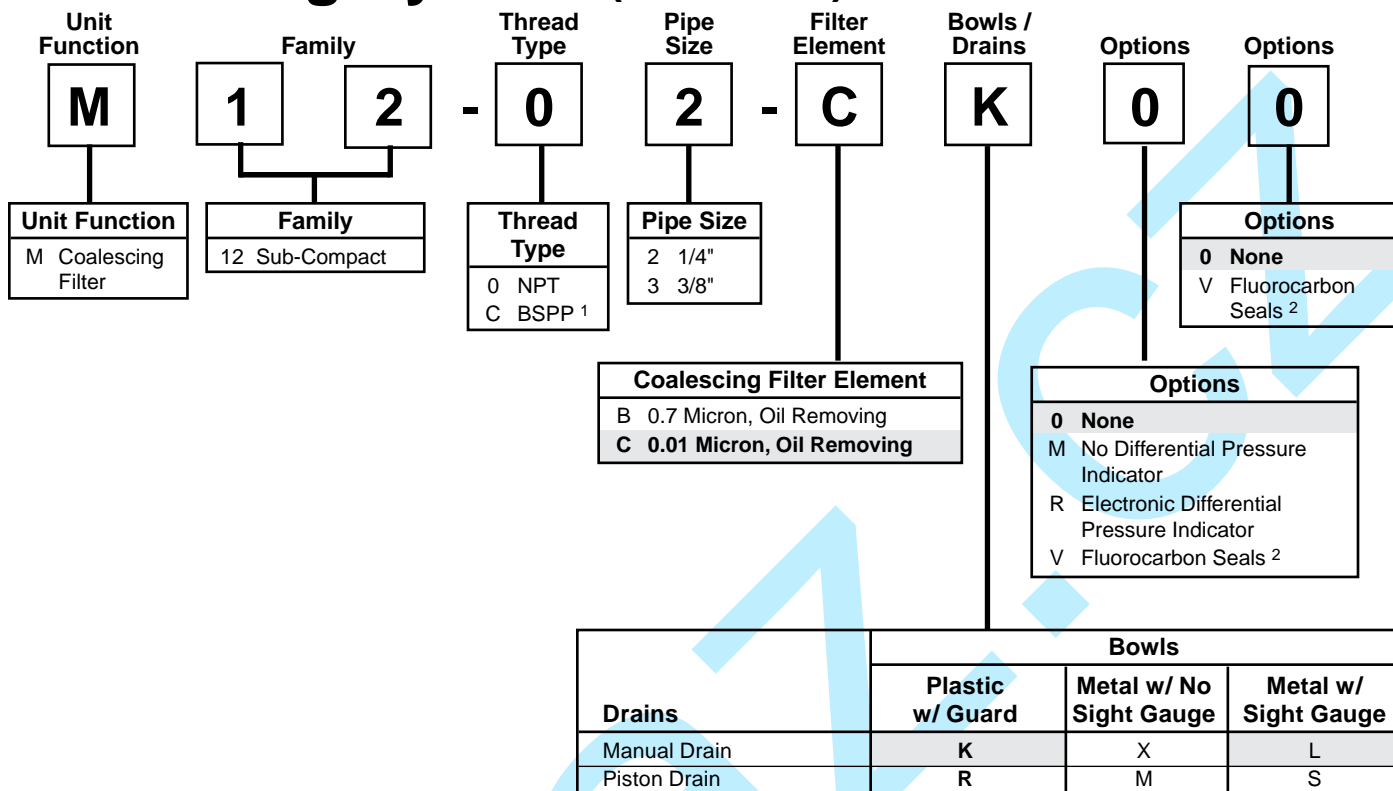 Unit Function
Family
Thread Type
Pipe Size
Filter Element
Bowls / Drains
Options
Options
M 1 2 - 0 2 - C K 0 0
Unit Function
M Coalescing
Filter
Family
12 Sub-Compact
Thread
Type
0 NPT
C BSPP 1
Pipe Size
2 1/4"
3 3/8"
Options
0 None
V Fluorocarbon
Seals 2
Coalescing Filter Element
B 0.7 Micron, Oil Removing
C 0.01 Micron, Oil Removing
Options
0 None
M No Differential Pressure
Indicator
R Electronic Differential
Pressure Indicator
V Fluorocarbon Seals 2
Bowls
Drains
Plastic
w/ Guard
Metal w/ No
Sight Gauge
Metal w/
Sight Gauge
Manual Drain K X L
Piston Drain R M S